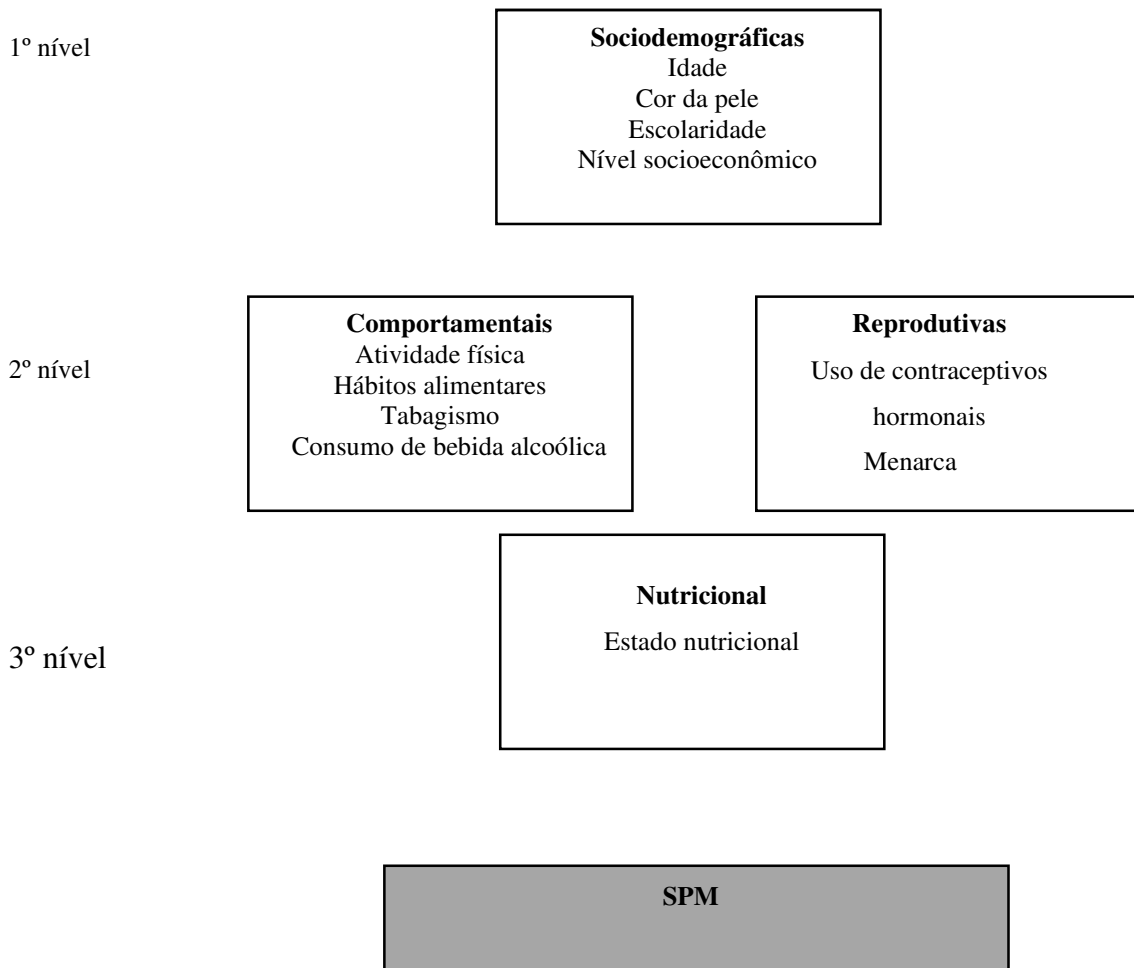 1º nível
Sociodemográficas
Idade
Cor da pele
Escolaridade
Nível socioeconômico
2º nível
Comportamentais
Atividade física
Hábitos alimentares
Tabagismo
Consumo de bebida alcoólica
Reprodutivas
Uso de contraceptivos
hormonais
Menarca
3º nível
Nutricional
Estado nutricional
SPM